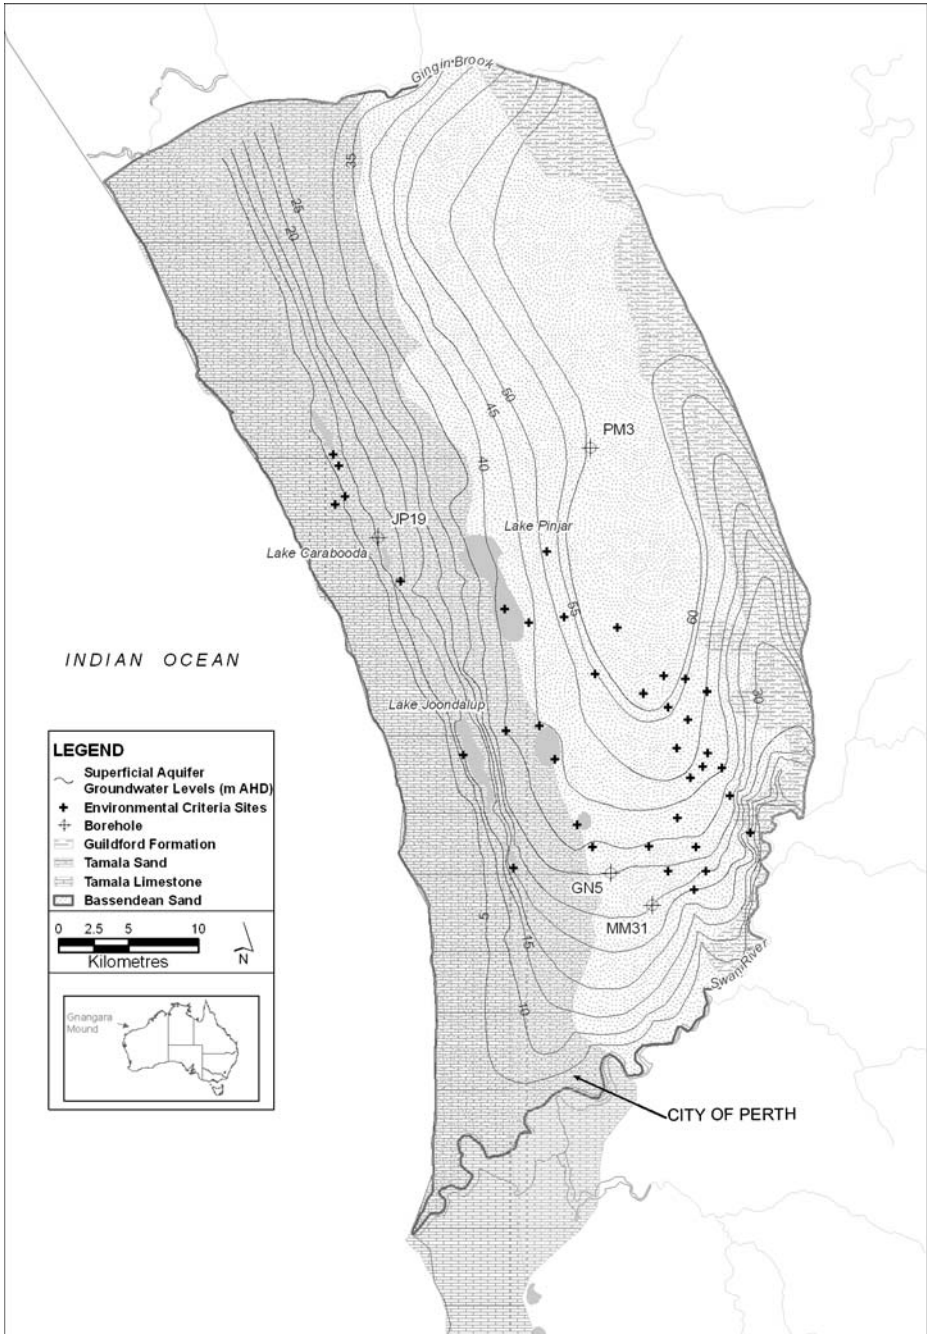 Gingin Brook
35
25
20
50
45
PM3
40
JP19
Lake Pinjar
Lake Carabooda
55
60
INDIAN OCEAN
30
Lake Joondalup
LEGEND
Superficial Aquifer
Groundwater Levels (m AHD)
Environmental Criteria Sites
Borehole
Guildford Formation
Tamala Sand
Tamala Limestone
Bassendean Sand
0 2.5 5 10
Kilometres
N
GN5
MM31
5
15
10
Swan River
Gnangara
Mound
CITY OF PERTH